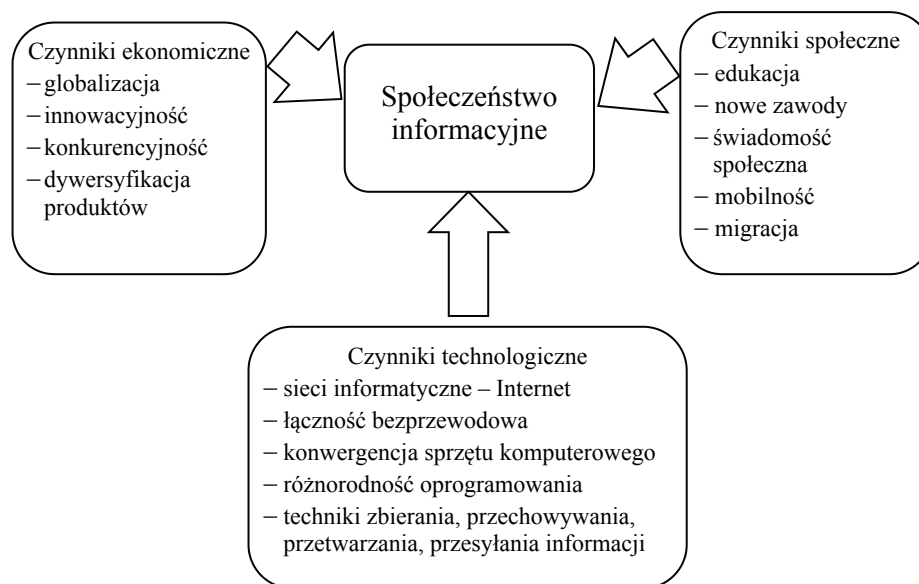 Czynniki ekonomiczne
– globalizacja
– innowacyjność
– konkurencyjność
– dywersyfikacja
produktów
Społeczeństwo
informacyjne
Czynniki społeczne
– edukacja
– nowe zawody
– świadomość
społeczna
– mobilność
– migracja
Czynniki technologiczne
– sieci informatyczne – Internet
– łączność bezprzewodowa
– konwergencja sprzętu komputerowego
– różnorodność oprogramowania
– techniki zbierania, przechowywania,
przetwarzania, przesyłania informacji